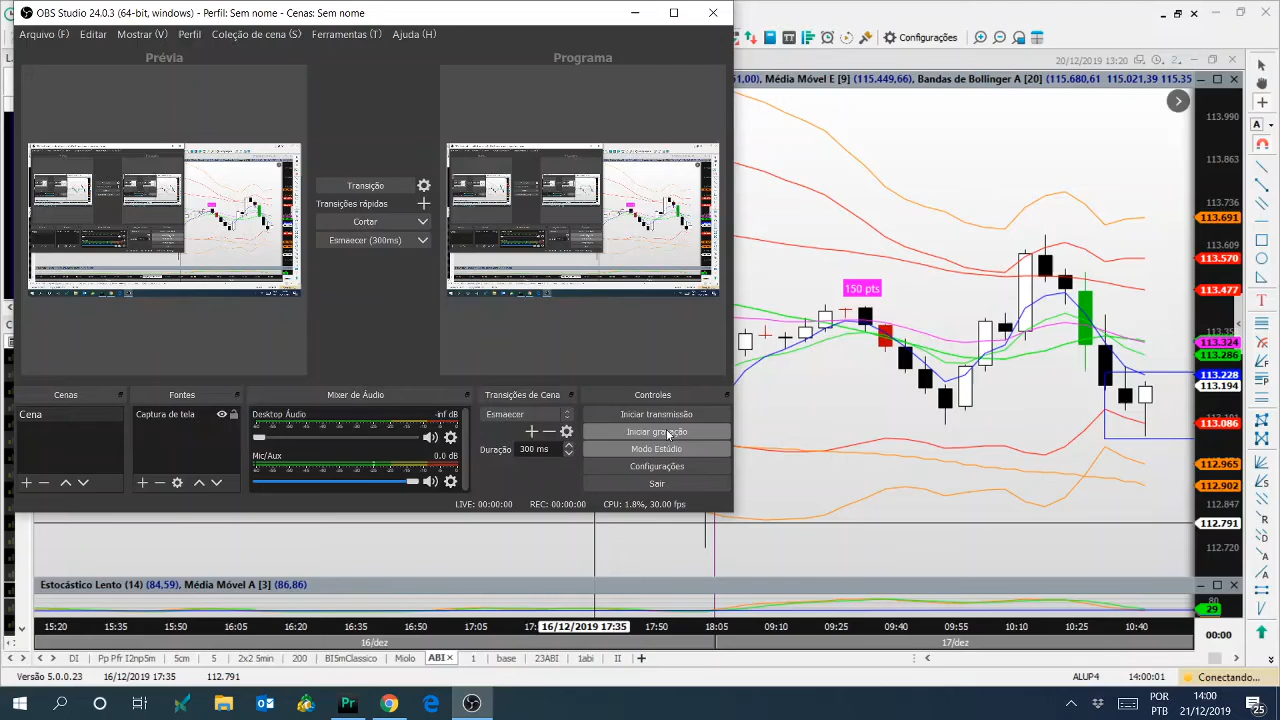 OBS Studio 24.0.3 (64-bit, windows) - Perfil: Sem nome - Cenas: Sem nome
Arquivo (F) Editar Mostrar (V) Perfil Coleção de cena (S) Ferramentas (T) Ajuda (H)
Prévia
Programa
Transição
Transições rápidas
Cortar
Esmaecer (300ms)
Cenas
Fontes
Mixer de Áudio
Transições de Cena
Controles
Cena
Captura de tela
Desktop Áudio -inf dB
Mic/Aux 0.0 dB
Esmaecer
Duração 300 ms
Iniciar transmissão
Iniciar gravação
Modo Estúdio
Configurações
Sair
LIVE: 00:00:00 REC: 00:00:00 CPU: 1.8%, 30.00 fps
Configurações
20/12/2019 13:20
61,00), Média Móvel E [9] (115.449,66), Bandas de Bollinger A [20] (115.680,61 115.021,39 115.35
150 pts
113.990
113.863
113.736
113.691
113.609
113.570
113.477
113.324
113.286
113.228
113.194
113.086
112.965
112.902
112.847
112.791
112.720
Estocástico Lento (14) (84,59), Média Móvel A [3] (86,86)
80
29
15:20 15:35 15:50 16:05 16:20 16:35 16:50 17:05 17: 16/12/2019 17:35 17:50 18:05 09:10 09:25 09:40 09:55 10:10 10:25 10:40 00:00
16/dez 17/dez
DI Pp Pfr I2npSm 5cm 5 2x2 5min 200 BI5mClassico Miolo ABI 1 base 23ABI 1abi II
Versão 5.0.0.23 16/12/2019 17:35 112.791 ALUP4 14:00:01 Conectando...
POR 14:00
PTB 21/12/2019
25